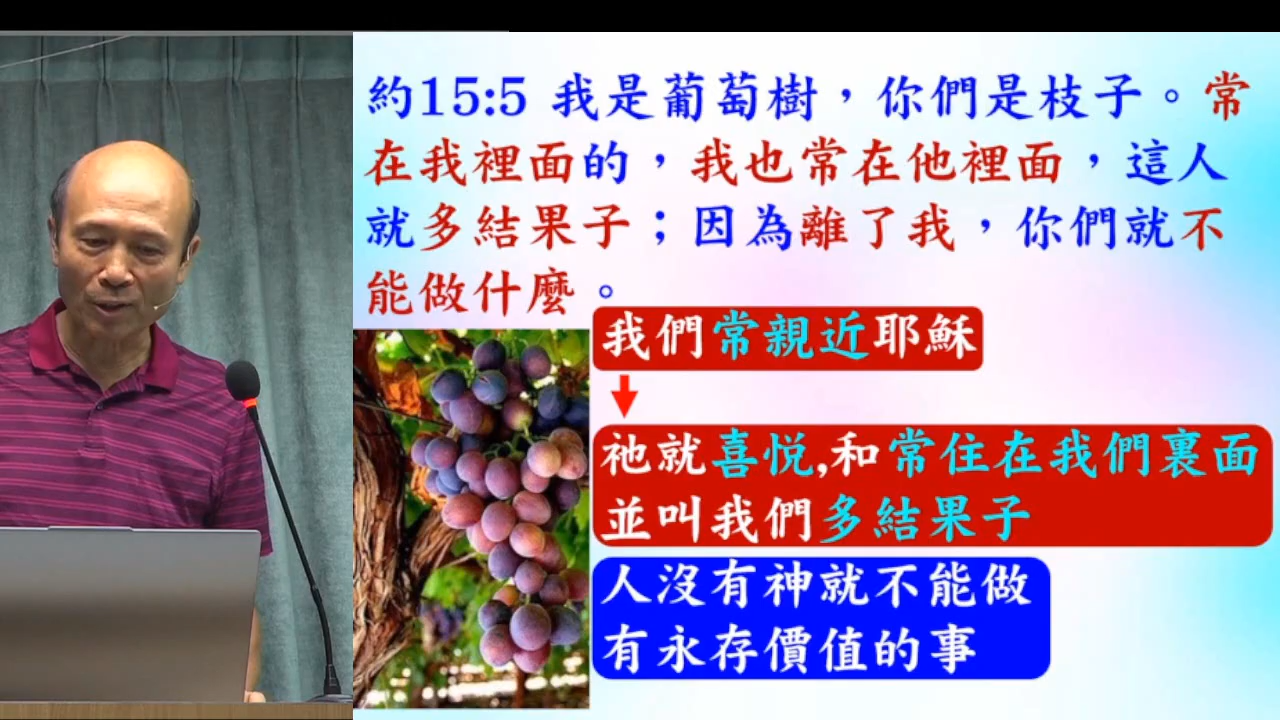 約15:5 我是葡萄樹，你們是枝子。常
在我裡面的，我也常在他裡面，這人
就多結果子；因為離了我，你們就不
能做什麼。
我們常親近耶穌
祂就喜悦,和常住在我們裏面
並叫我們多結果子
人沒有神就不能做
有永存價值的事